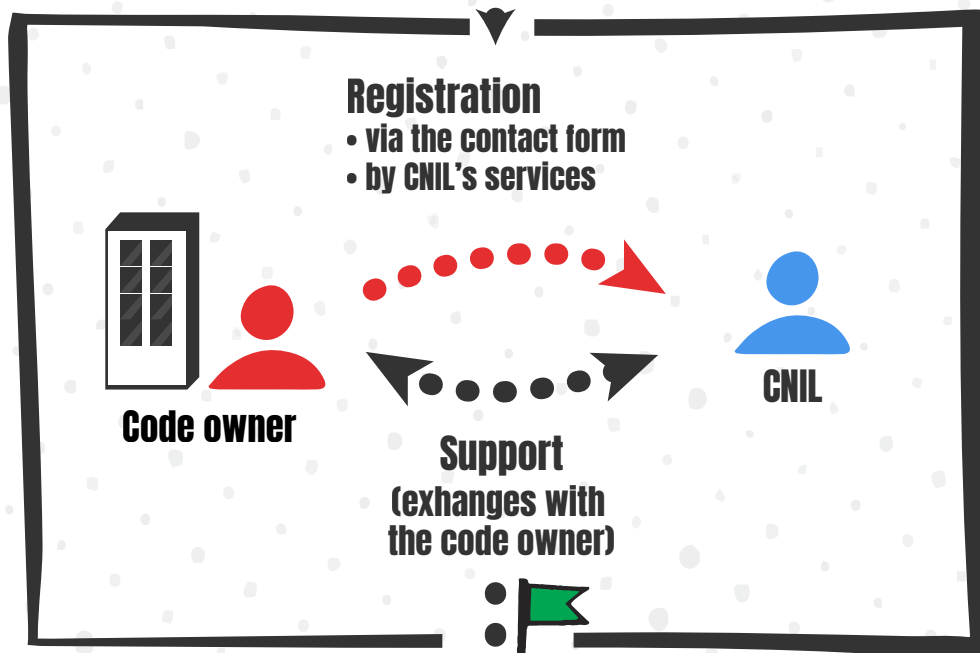 Registration
• via the contact form
• by CNIL’s services
Code owner
CNIL
Support
(exhanges with
the code owner)